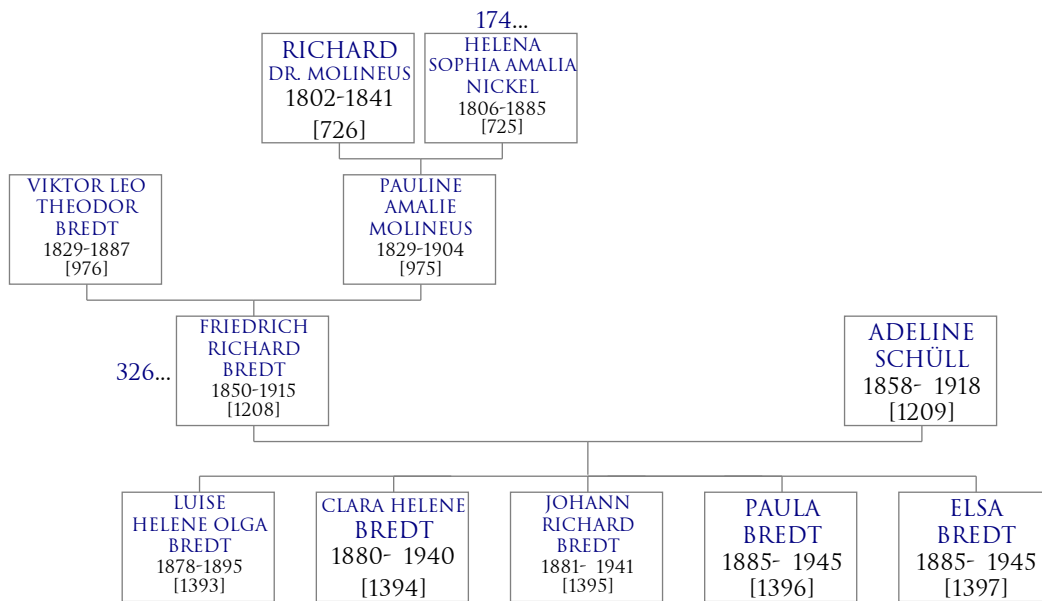 174...
RICHARD
DR. MOLINEUS
1802-1841
[726]
HELENA
SOPHIA AMALIA
NICKEL
1806-1885
[725]
VIKTOR LEO
THEODOR
BREDT
1829-1887
[976]
PAULINE
AMALIE
MOLINEUS
1829-1904
[975]
326...
FRIEDRICH
RICHARD
BREDT
1850-1915
[1208]
ADELINE
SCHÜLL
1858- 1918
[1209]
LUISE
HELENE OLGA
BREDT
1878-1895
[1393]
CLARA HELENE
BREDT
1880- 1940
[1394]
JOHANN
RICHARD
BREDT
1881- 1941
[1395]
PAULA
BREDT
1885- 1945
[1396]
ELSA
BREDT
1885- 1945
[1397]